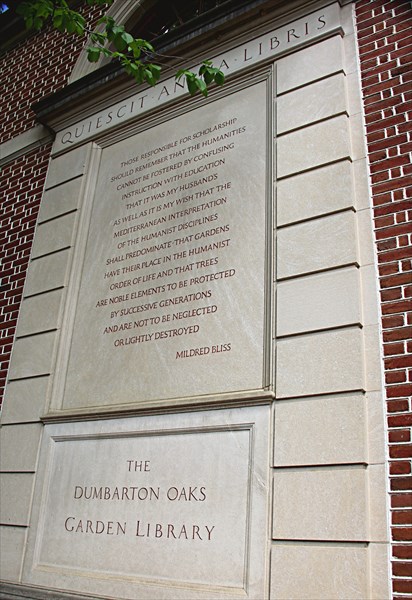 QUIESCIT ANIMA LIBRIS
THOSE RESPONSIBLE FOR SCHOLARSHIP
SHOULD REMEMBER THAT THE HUMANITIES
CANNOT BE FOSTERED BY CONFUSING
INSTRUCTION WITH EDUCATION
THAT IT WAS MY HUSBANDS
AS WELL AS IT IS MY WISH THAT THE
MEDITERRANEAN INTERPRETATION
OF THE HUMANIST DISCIPLINES
SHALL PREDOMINATE · THAT GARDENS
HAVE THEIR PLACE IN THE HUMANIST
ORDER OF LIFE AND THAT TREES
ARE NOBLE ELEMENTS TO BE PROTECTED
BY SUCCESSIVE GENERATIONS
AND ARE NOT TO BE NEGLECTED
OR LIGHTLY DESTROYED
MILDRED BLISS
THE
DUMBARTON OAKS
GARDEN LIBRARY